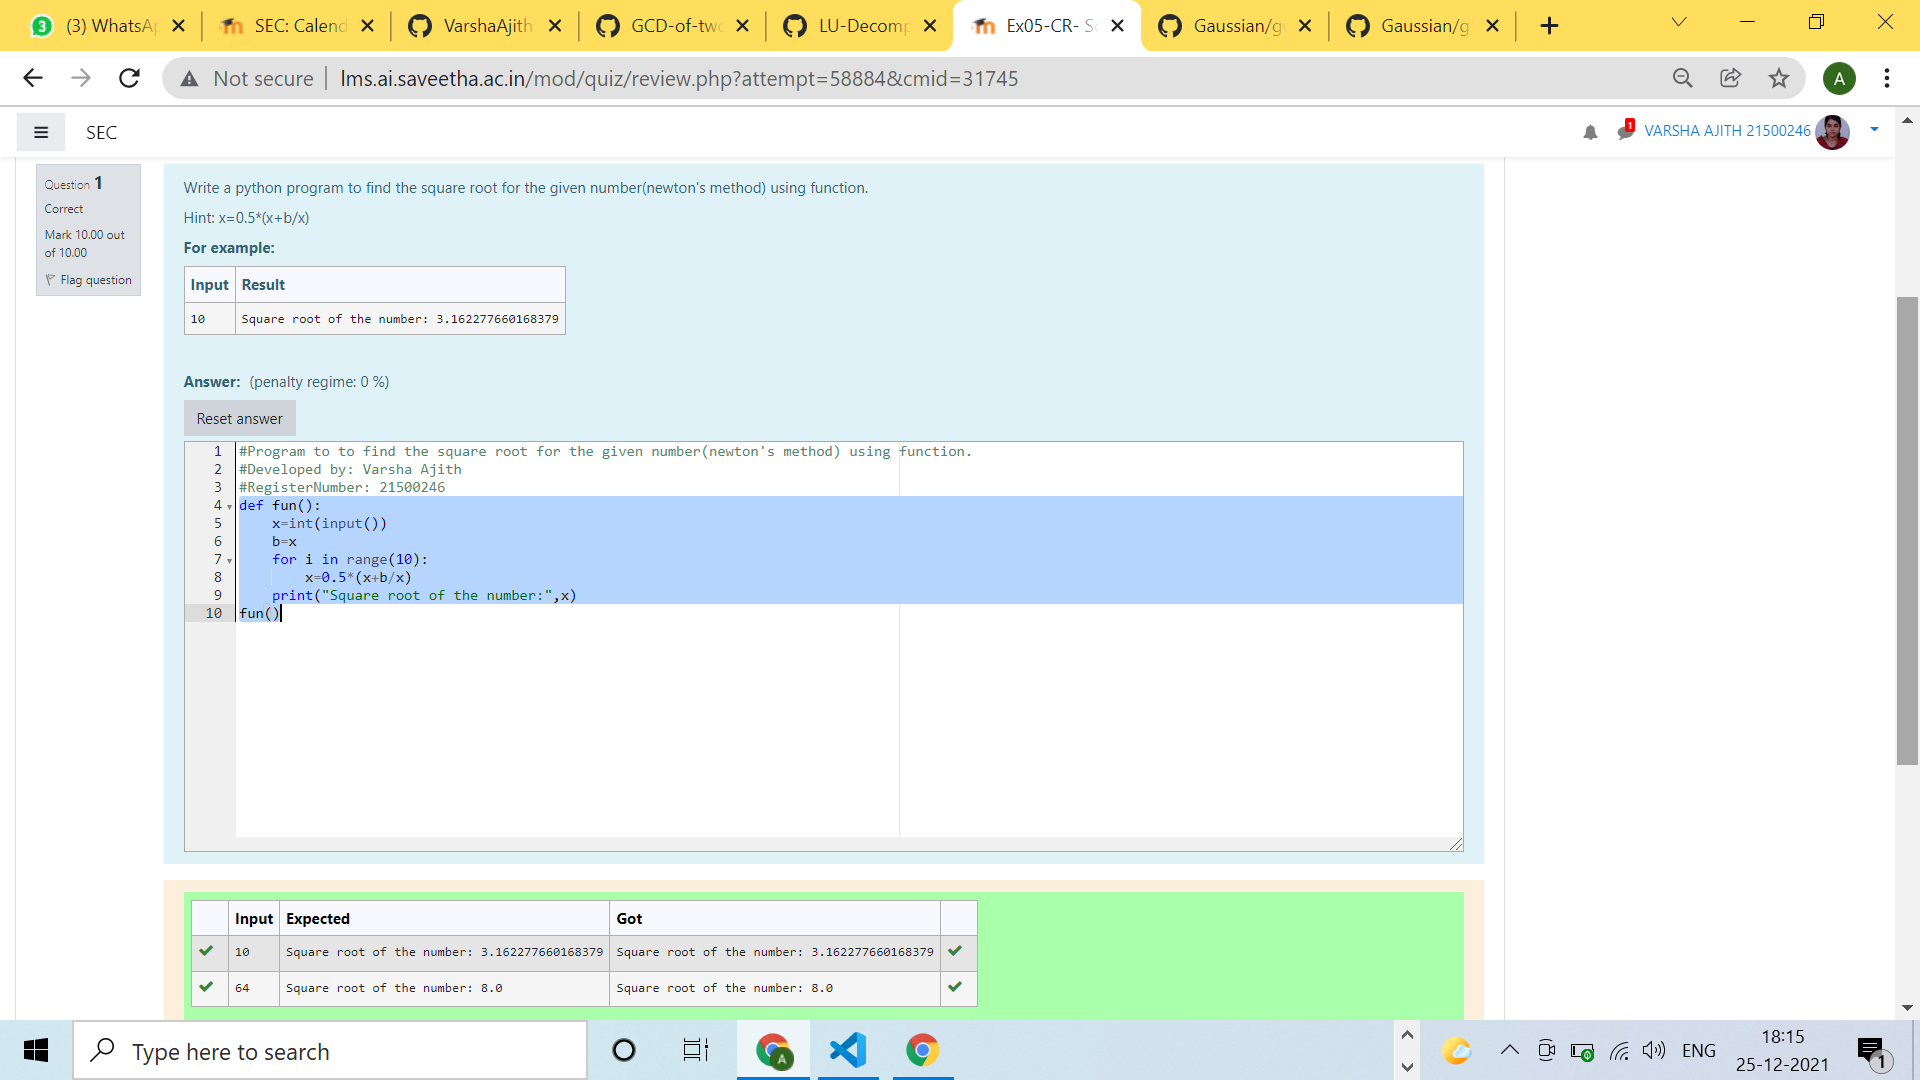 3
(3) WhatsAp
SEC: Calend
VarshaAjith
GCD-of-tw
LU-Decomp
Ex05-CR- S
Gaussian/g
Gaussian/g
Not secure
lms.ai.saveetha.ac.in/mod/quiz/review.php?attempt=58884&cmid=31745
A
SEC
1
VARSHA AJITH 21500246
Question 1
Correct
Mark 10.00 out
of 10.00
Flag question
Write a python program to find the square root for the given number(newton's method) using function.
Hint: x=0.5*(x+b/x)
For example:
Input Result
10 Square root of the number: 3.162277660168379
Answer: (penalty regime: 0 %)
Reset answer
1 #Program to to find the square root for the given number(newton's method) using function.
2 #Developed by: Varsha Ajith
3 #RegisterNumber: 21500246
4 def fun():
5 x=int(input())
6 b=x
7 for i in range(10):
8 x=0.5*(x+b/x)
9 print("Square root of the number:",x)
10 fun()
Input Expected Got
10 Square root of the number: 3.162277660168379 Square root of the number: 3.162277660168379
64 Square root of the number: 8.0 Square root of the number: 8.0
Type here to search
A
ENG
18:15
25-12-2021
1